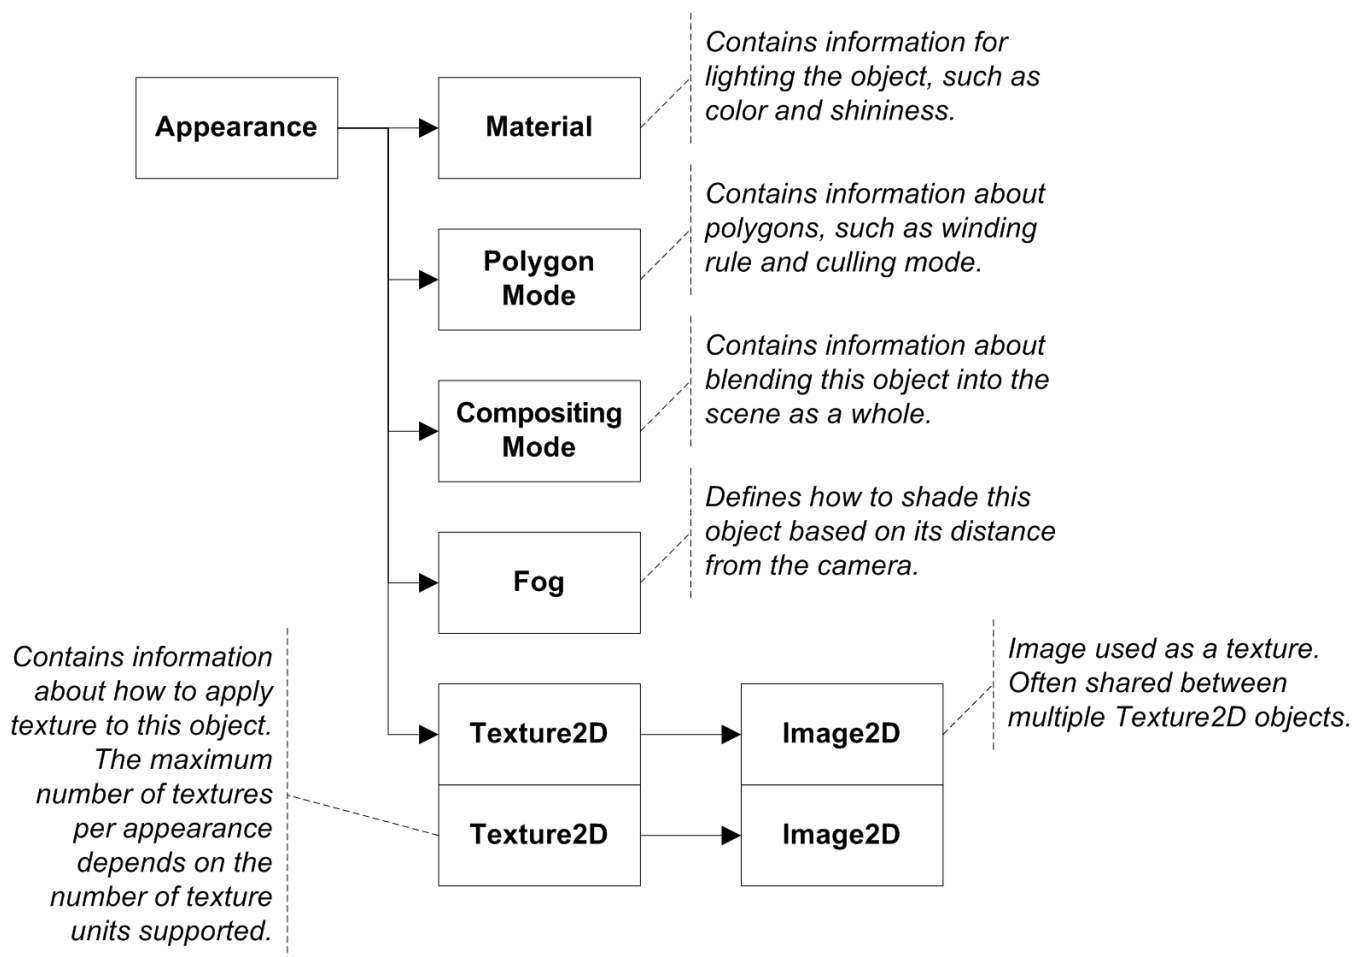 Appearance
Material
Contains information for
lighting the object, such as
color and shininess.
Polygon
Mode
Contains information about
polygons, such as winding
rule and culling mode.
Compositing
Mode
Contains information about
blending this object into the
scene as a whole.
Fog
Defines how to shade this
object based on its distance
from the camera.
Contains information
about how to apply
texture to this object.
The maximum
number of textures
per appearance
depends on the
number of texture
units supported.
Texture2D
Image2D
Image used as a texture.
Often shared between
multiple Texture2D objects.
Texture2D
Image2D